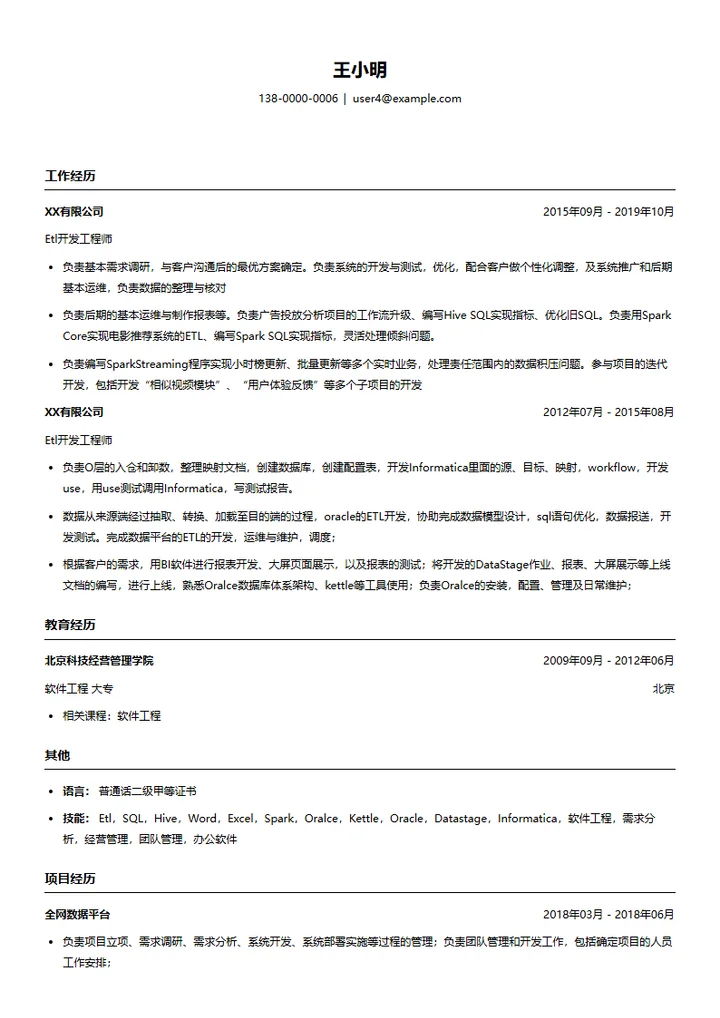 王小明
138-0000-0006 | user4@example.com
工作经历
XX有限公司 2015年09月 - 2019年10月
Etl开发工程师
• 负责基本需求调研，与客户沟通后的最优方案确定。负责系统的开发与测试，优化，配合客户做个性化调整，及系统推广和后期
基本运维，负责数据的整理与核对
• 负责后期的基本运维与制作报表等。负责广告投放分析项目的工作流升级、编写Hive SQL实现指标、优化旧SQL。负责用Spark
Core实现电影推荐系统的ETL、编写Spark SQL实现指标，灵活处理倾斜问题。
• 负责编写SparkStreaming程序实现小时榜更新、批量更新等多个实时业务，处理责任范围内的数据积压问题。参与项目的迭代
开发，包括开发“相似视频模块”、“用户体验反馈”等多个子项目的开发
XX有限公司 2012年07月 - 2015年08月
Etl开发工程师
• 负责O层的入仓和卸数，整理映射文档，创建数据库，创建配置表，开发Informatica里面的源、目标、映射，workflow，开发
use，用use测试调用Informatica，写测试报告。
• 数据从来源端经过抽取、转换、加载至目的端的过程，oracle的ETL开发，协助完成数据模型设计，sql语句优化，数据报送，开
发测试。完成数据平台的ETL的开发，运维与维护，调度；
• 根据客户的需求，用BI软件进行报表开发、大屏页面展示，以及报表的测试；将开发的DataStage作业、报表、大屏展示等上线
文档的编写，进行上线，熟悉Oralce数据库体系架构、kettle等工具使用；负责Oralce的安装，配置、管理及日常维护；
教育经历
北京科技经营管理学院 2009年09月 - 2012年06月
软件工程 大专 北京
• 相关课程：软件工程
其他
• 语言： 普通话二级甲等证书
• 技能： Etl，SQL，Hive，Word，Excel，Spark，Oralce，Kettle，Oracle，Datastage，Informatica，软件工程，需求分
析，经营管理，团队管理，办公软件
项目经历
全网数据平台 2018年03月 - 2018年06月
• 负责项目立项、需求调研、需求分析、系统开发、系统部署实施等过程的管理；负责团队管理和开发工作，包括确定项目的人员
工作安排；